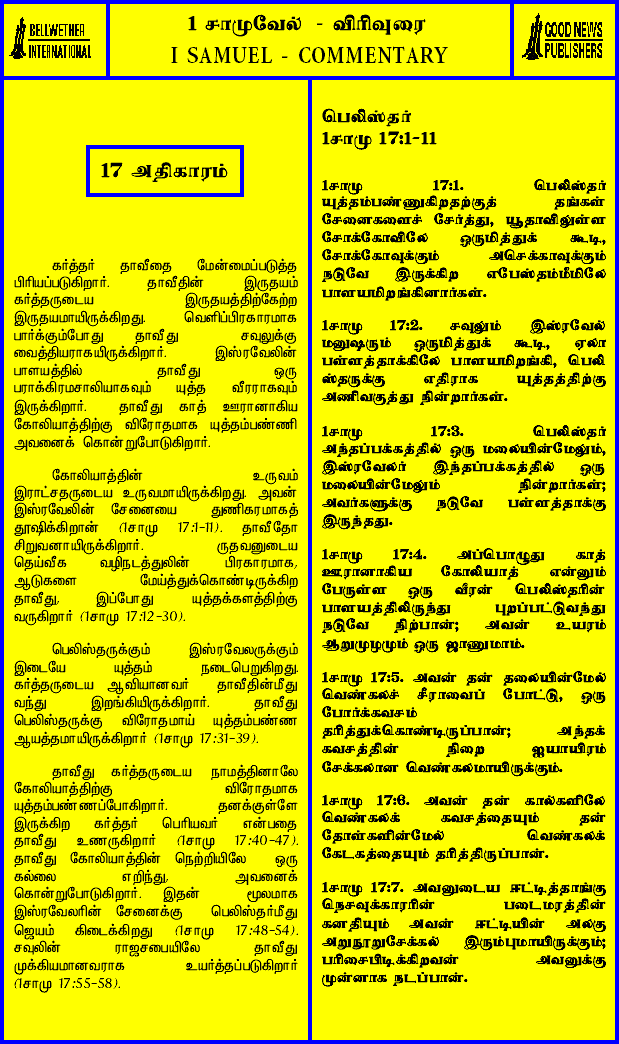 BELLWETHER
INTERNATIONAL
1 சாமுவேல் - விரிவுரை
I SAMUEL - COMMENTARY
GOOD NEWS
PUBLISHERS
17 அதிகாரம்
கர்த்தர் தாவீதை மேன்மைப்படுத்த
பிரியப்படுகிறார். தாவீதின் இருதயம்
கர்த்தருடைய இருதயத்திற்கேற்ற
இருதயமாயிருக்கிறது. வெளிப்பிரகாரமாக
பார்க்கும்போது தாவீது சவுலுக்கு
வைத்தியராகயிருக்கிறார். இஸ்ரவேலின்
பாளயத்தில் தாவீது ஒரு
பராக்கிரமசாலியாகவும் யுத்த வீரராகவும்
இருக்கிறார். தாவீது காத் ஊரானாகிய
கோலியாத்திற்கு விரோதமாக யுத்தம்பண்ணி
அவனைக் கொன்றுபோடுகிறார்.
கோலியாத்தின் உருவம்
இராட்சதருடைய உருவமாயிருக்கிறது. அவன்
இஸ்ரவேலின் சேனையை துணிகரமாகத்
தூஷிக்கிறான் (1சாமு 17:1-11). தாவீதோ
சிறுவனாயிருக்கிறார். ருதவனுடைய
தெய்வீக வழிநடத்துலின் பிரகாரமாக,
ஆடுகளை மேய்த்துக்கொண்டிருக்கிற
தாவீது, இப்போது யுத்தக்களத்திற்கு
வருகிறார் (1சாமு 17:12-30).
பெலிஸ்தருக்கும் இஸ்ரவேலருக்கும்
இடையே யுத்தம் நடைபெறுகிறது.
கர்த்தருடைய ஆவியானவர் தாவீதின்மீது
வந்து இறங்கியிருக்கிறார். தாவீது
பெலிஸ்தருக்கு விரோதமாய் யுத்தம்பண்ண
ஆயத்தமாயிருக்கிறார் (1சாமு 17:31-39).
தாவீது கர்த்தருடைய நாமத்தினாலே
கோலியாத்திற்கு விரோதமாக
யுத்தம்பண்ணப்போகிறார். தனக்குள்ளே
இருக்கிற கர்த்தர் பெரியவர் என்பதை
தாவீது உணருகிறார் (1சாமு 17:40-47).
தாவீது கோலியாத்தின் நெற்றியிலே ஒரு
கல்லை எறிந்து, அவனைக்
கொன்றுபோடுகிறார். இதன் மூலமாக
இஸ்ரவேலரின் சேனைக்கு பெலிஸ்தர்மீது
ஜெயம் கிடைக்கிறது (1சாமு 17:48-54).
சவுலின் ராஜசபையிலே தாவீது
முக்கியமானவராக உயர்த்தப்படுகிறார்
(1சாமு 17:55-58).
பெலிஸ்தர்
1சாமு 17:1-11
1சாமு 17:1. பெலிஸ்தர்
யுத்தம்பண்ணுகிறதற்குத் தங்கள்
சேனைகளைச் சேர்த்து, யூதாவிலுள்ள
சோக்கோவிலே ஒருமித்துக் கூடி,
சோக்கோவுக்கும் அசெக்காவுக்கும்
நடுவே இருக்கிற எபேஸ்தம்மீமிலே
பாளயமிறங்கினார்கள்.
1சாமு 17:2. சவுலும் இஸ்ரவேல்
மனுஷரும் ஒருமித்துக் கூடி, ஏலா
பள்ளத்தாக்கிலே பாளயமிறங்கி, பெலி
ஸ்தருக்கு எதிராக யுத்தத்திற்கு
அணிவகுத்து நின்றார்கள்.
1சாமு 17:3. பெலிஸ்தர்
அந்தப்பக்கத்தில் ஒரு மலையின்மேலும்,
இஸ்ரவேலர் இந்தப்பக்கத்தில் ஒரு
மலையின்மேலும் நின்றார்கள்;
அவர்களுக்கு நடுவே பள்ளத்தாக்கு
இருந்தது.
1சாமு 17:4. அப்பொழுது காத்
ஊரானாகிய கோலியாத் என்னும்
பேருள்ள ஒரு வீரன் பெலிஸ்தரின்
பாளயத்திலிருந்து புறப்பட்டுவந்து
நடுவே நிற்பான்; அவன் உயரம்
ஆறுமுழமும் ஒரு ஜாணுமாம்.
1சாமு 17:5. அவன் தன் தலையின்மேல்
வெண்கலச் சீராவைப் போட்டு, ஒரு
போர்க்கவசம்
தரித்துக்கொண்டிருப்பான்; அந்தக்
கவசத்தின் நிறை ஐயாயிரம்
சேக்கலான வெண்கலமாயிருக்கும்.
1சாமு 17:6. அவன் தன் கால்களிலே
வெண்கலக் கவசத்தையும் தன்
தோள்களின்மேல் வெண்கலக்
கேடகத்தையும் தரித்திருப்பான்.
1சாமு 17:7. அவனுடைய ஈட்டித்தாங்கு
நெசவுக்காரரின் படைமரத்தின்
கனதியும் அவன் ஈட்டியின் அலகு
அறுநூறுசேக்கல் இரும்புமாயிருக்கும்;
பரிசைபிடிக்கிறவன் அவனுக்கு
முன்னாக நடப்பான்.